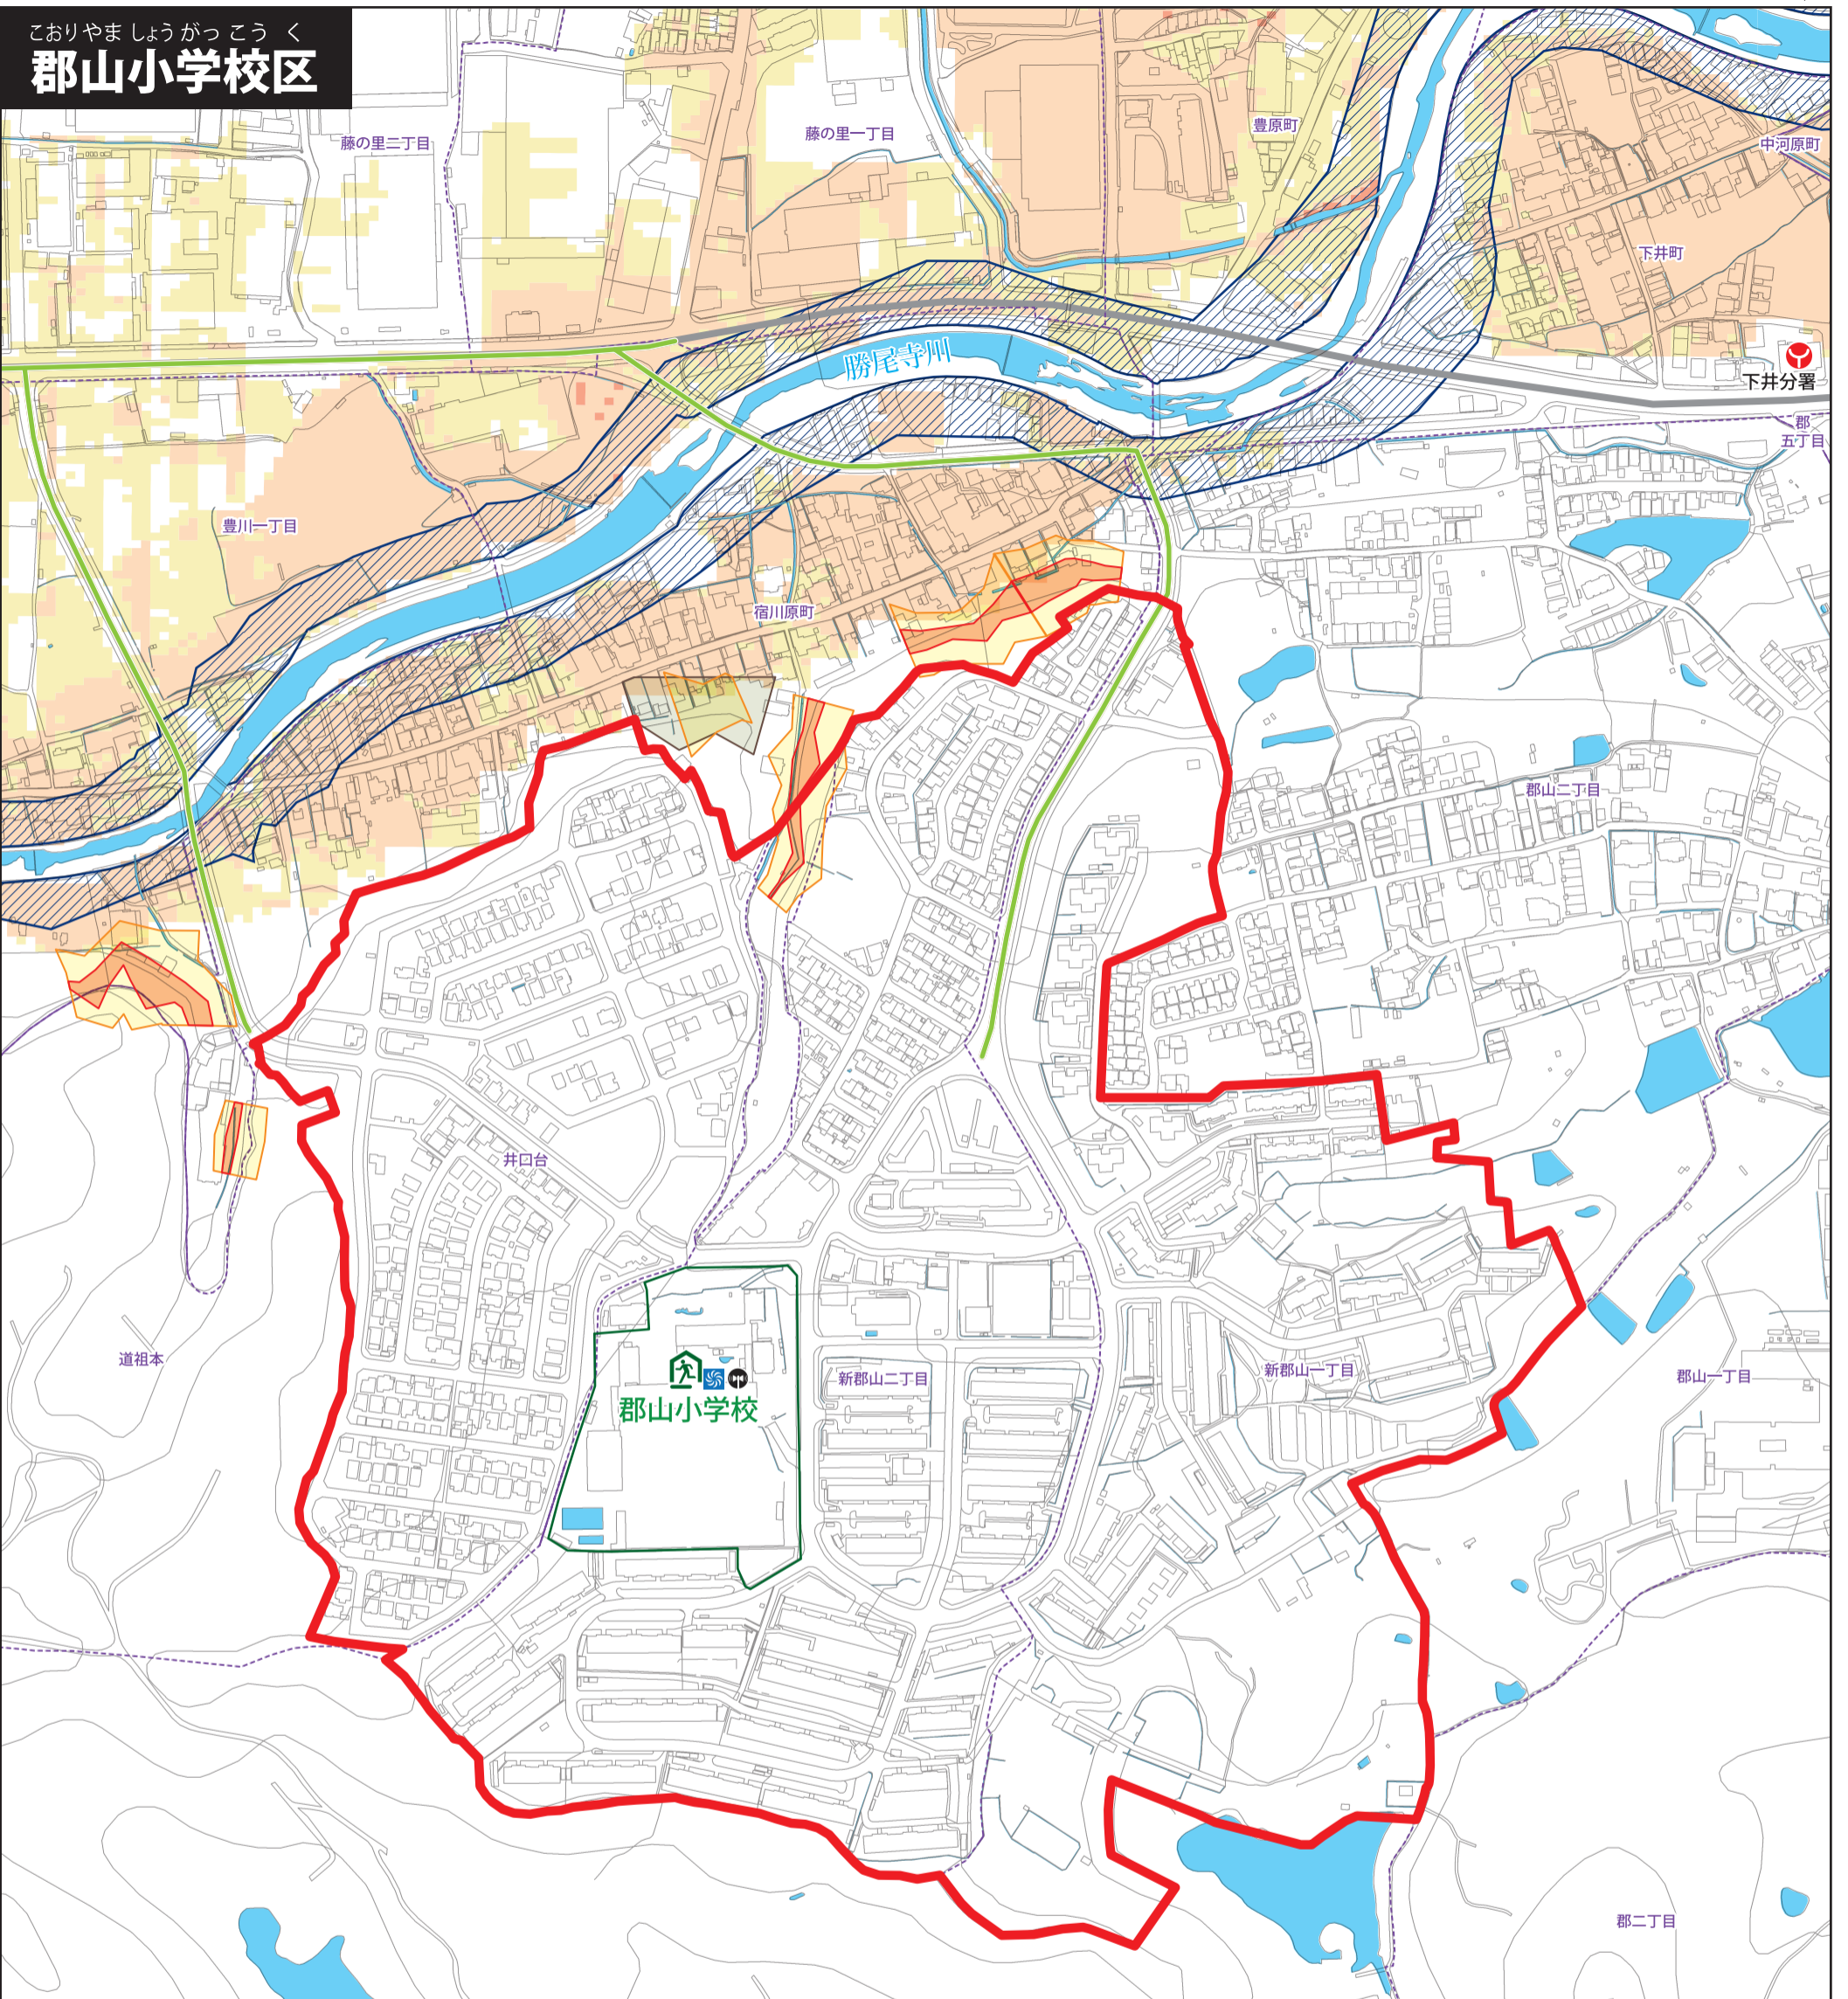 こおりやま しょう がっ こう く
郡山小学校区
藤の里二丁目
藤の里一丁目
豊原町
中河原町
下井町
勝尾寺川
下井分署
郡
五丁目
豊川一丁目
宿川原町
郡山二丁目
井口台
道祖本
郡山小学校
新郡山二丁目
新郡山一丁目
郡山一丁目
郡二丁目